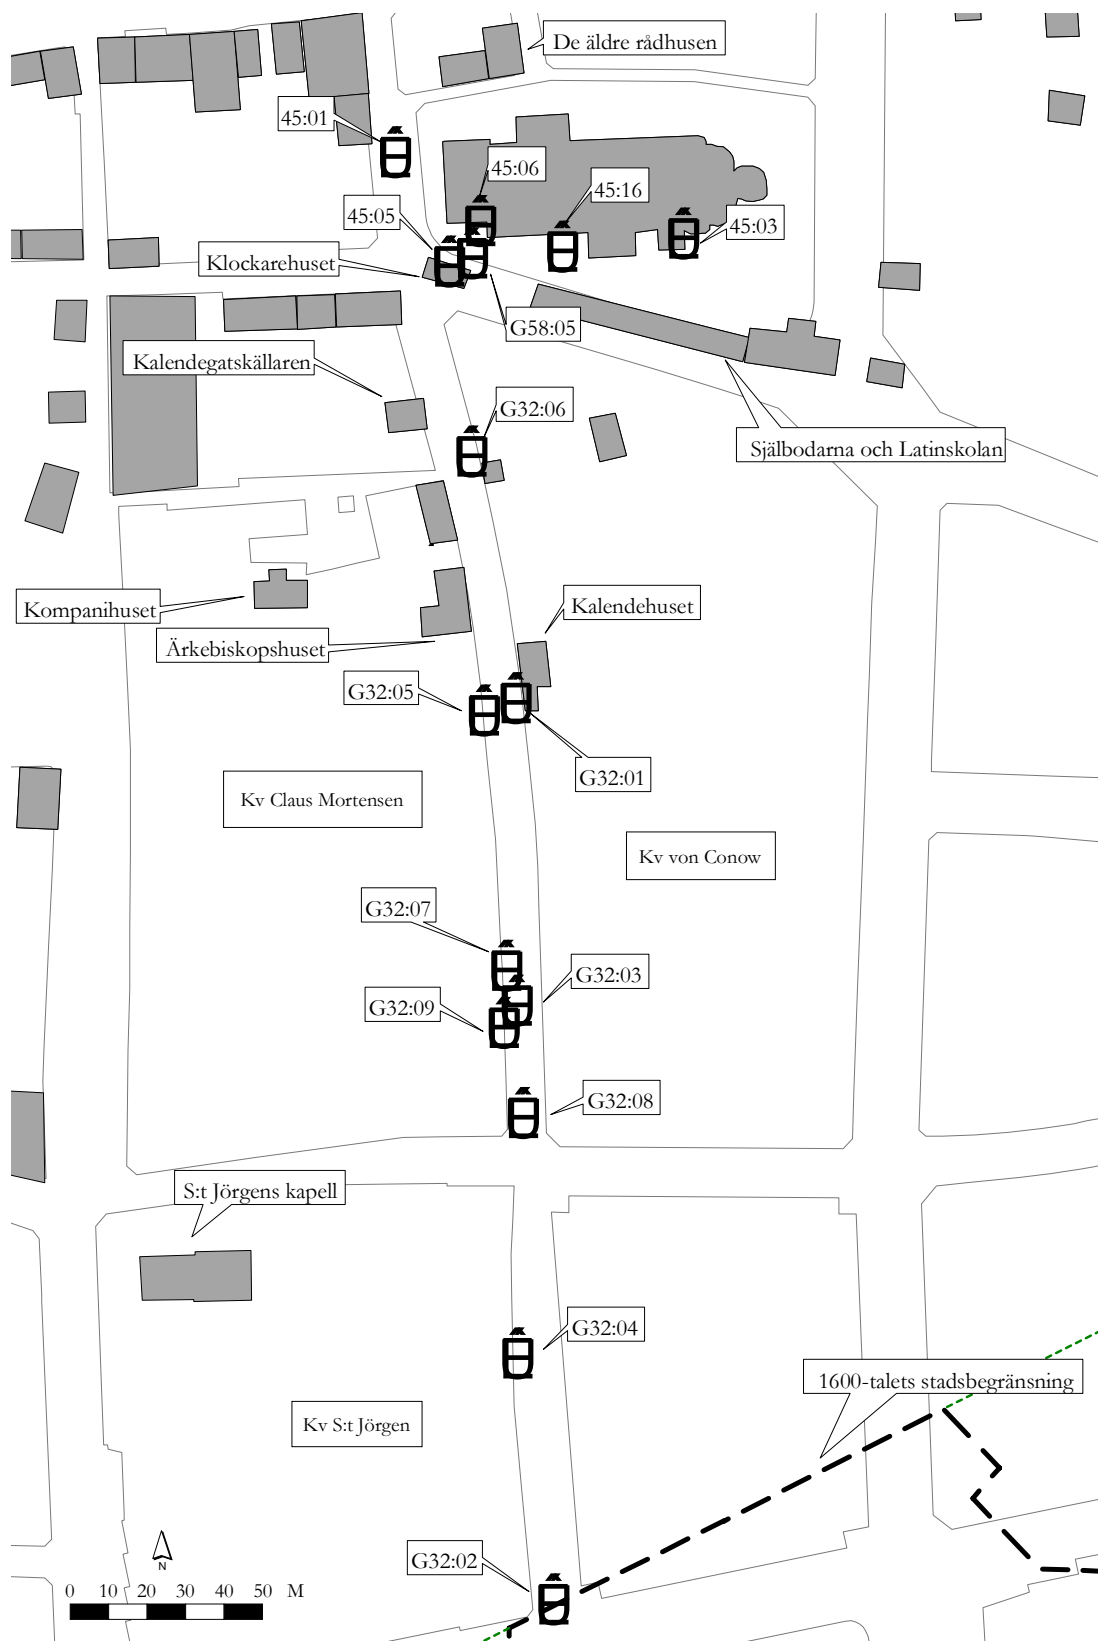 De äldre rådhusen
45:01
45:06
45:16
45:05
45:03
Klockarehuset
G58:05
Kalendegatskällaren
G32:06
Själbodarna och Latinskolan
Kompanihuset
Kalendehuset
Ärkebiskopshuset
G32:05
G32:01
Kv Claus Mortensen
Kv von Conow
G32:07
G32:03
G32:09
G32:08
S:t Jörgens kapell
G32:04
1600-talets stadsbegränsning
Kv S:t Jörgen
G32:02
N
0 10 20 30 40 50 M